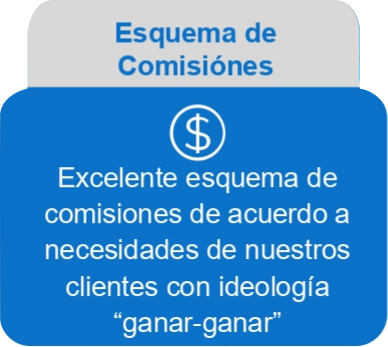 Esquema de
Comisiónes
$
Excelente esquema de
comisiones de acuerdo a
necesidades de nuestros
clientes con ideología
“ganar-ganar”